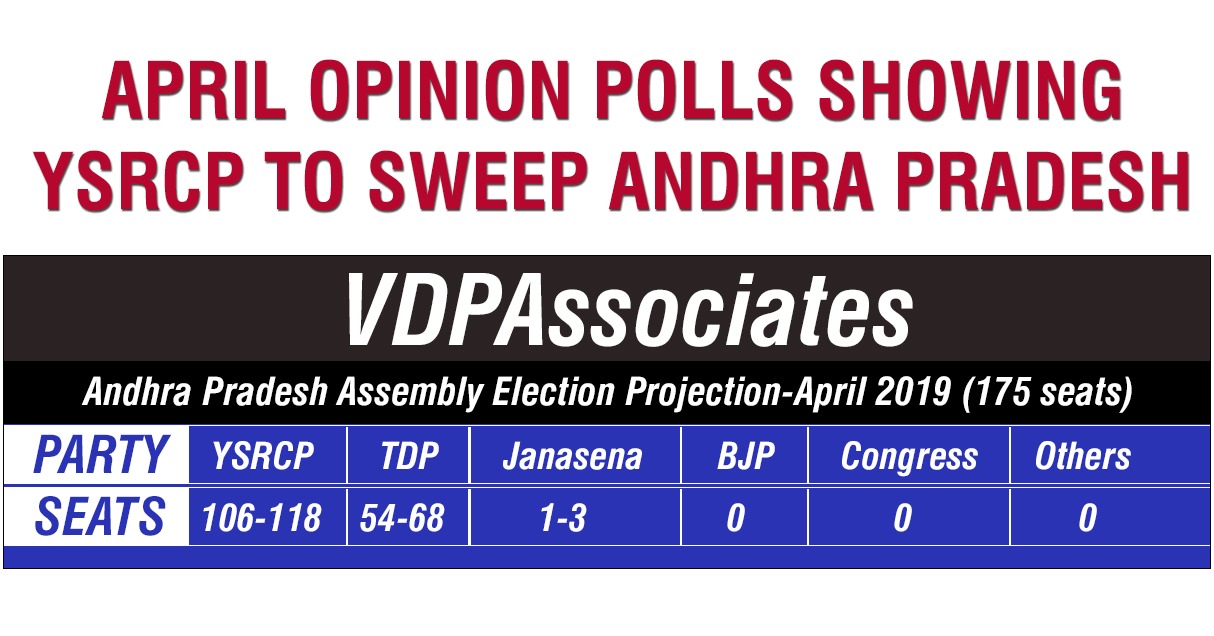 APRIL OPINION POLLS SHOWING
YSRCP TO SWEEP ANDHRA PRADESH
VDPAssociates
Andhra Pradesh Assembly Election Projection-April 2019 (175 seats)
PARTY YSRCP TDP Janasena BJP Congress Others
SEATS 106-118 54-68 1-3 0 0 0